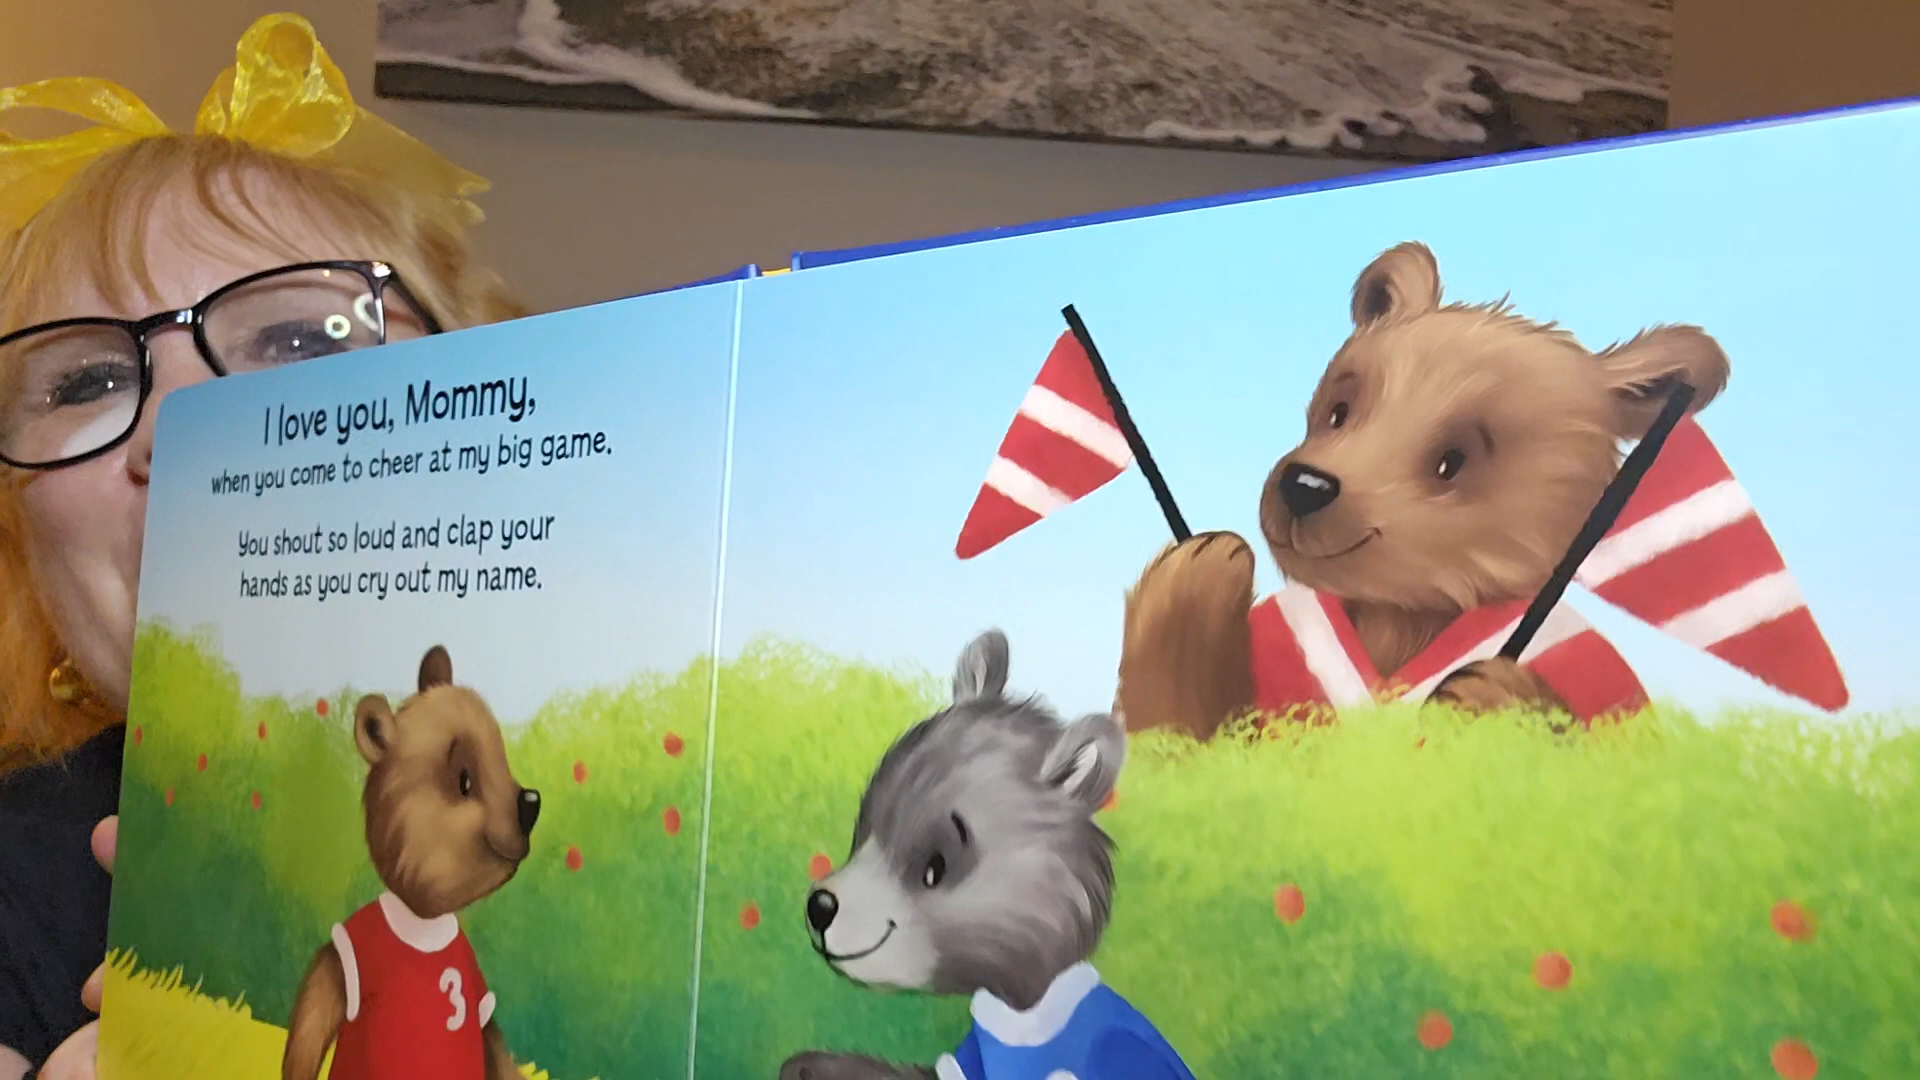 I love you, Mommy,
when you come to cheer at my big game.
You shout so loud and clap your
hands as you cry out my name.
3